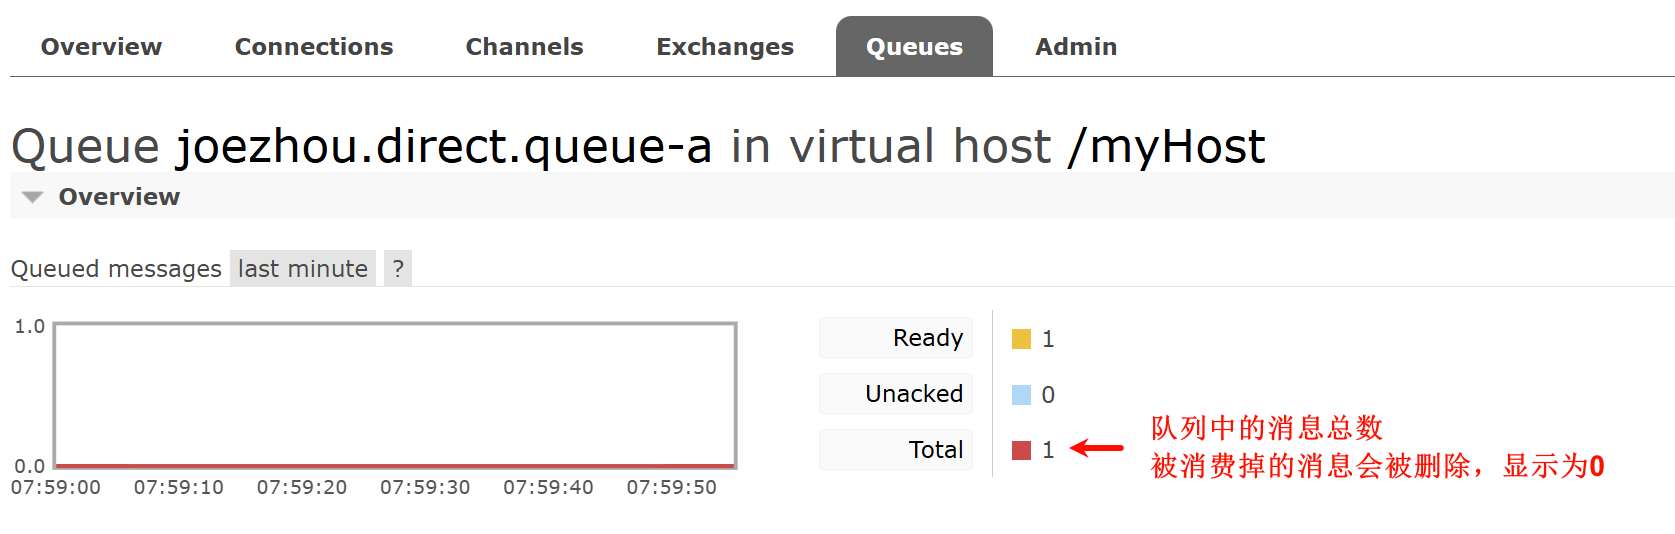 Overview Connections Channels Exchanges Queues Admin
Queue joezhou.direct.queue-a in virtual host /myHost
Overview
Queued messages last minute ?
1.0
0.0
07:59:00 07:59:10 07:59:20 07:59:30 07:59:40 07:59:50
Ready 1
Unacked 0
Total 1
队列中的消息总数
被消费掉的消息会被删除，显示为0